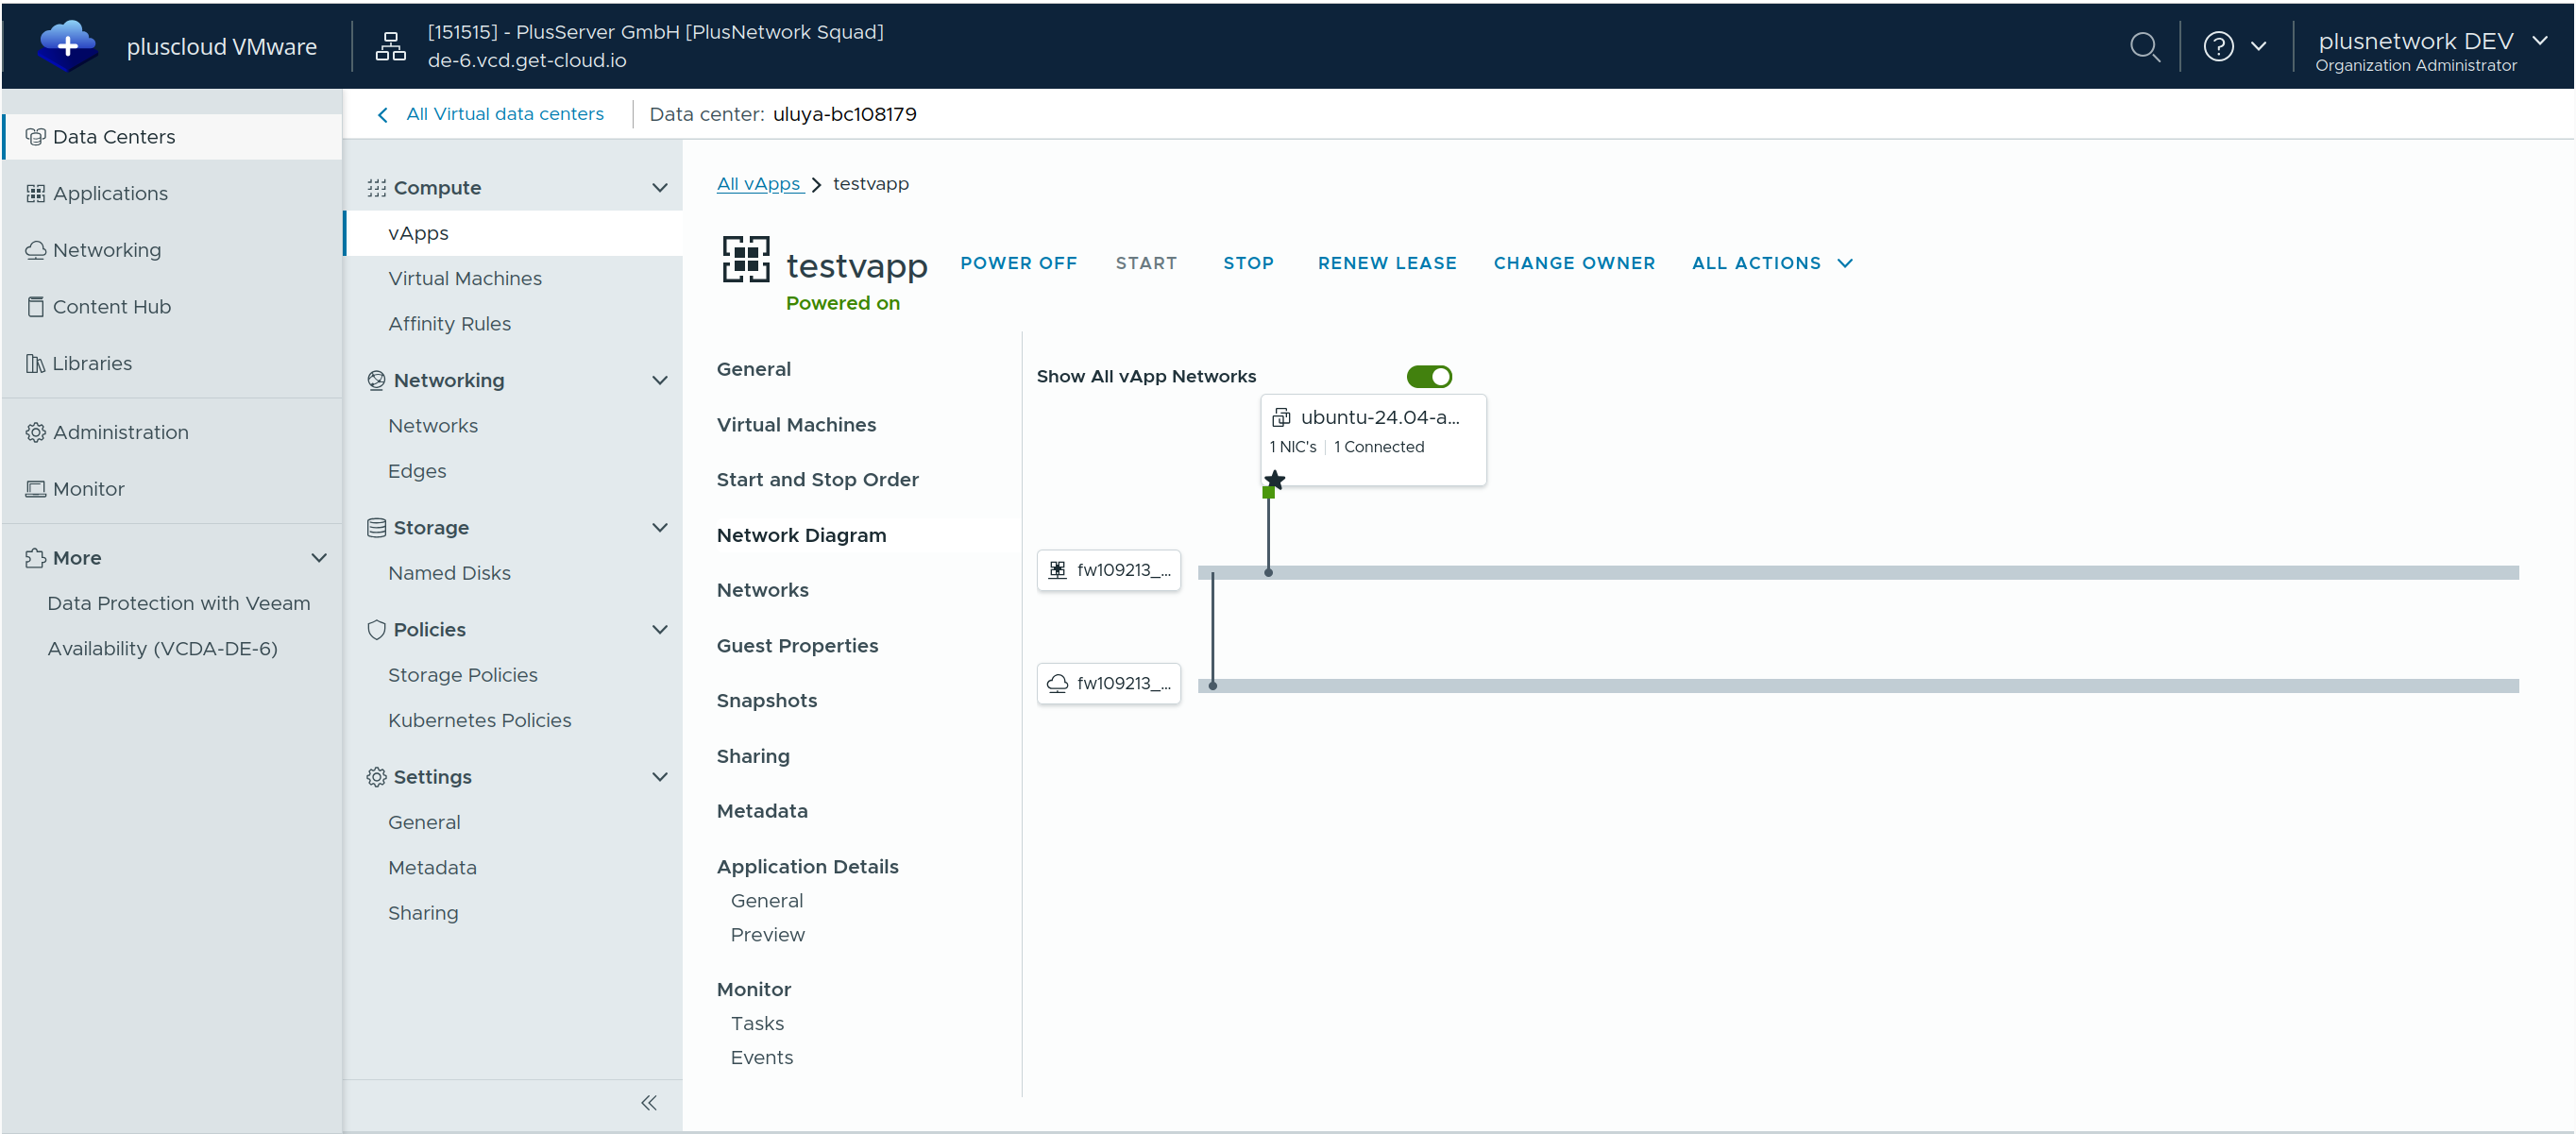 pluscloud VMware
[151515] - PlusServer GmbH [PlusNetwork Squad]
de-6.vcd.get-cloud.io
plusnetwork DEV
Organization Administrator
Data Centers
Applications
Networking
Content Hub
Libraries
Administration
Monitor
More
Data Protection with Veeam
Availability (VCDA-DE-6)
All Virtual data centers
Data center: uluya-bc108179
Compute
vApps
Virtual Machines
Affinity Rules
Networking
Networks
Edges
Storage
Named Disks
Policies
Storage Policies
Kubernetes Policies
Settings
General
Metadata
Sharing
All vApps > testvapp
testvapp
Powered on
POWER OFF
START
STOP
RENEW LEASE
CHANGE OWNER
ALL ACTIONS
General
Virtual Machines
Start and Stop Order
Network Diagram
Networks
Guest Properties
Snapshots
Sharing
Metadata
Application Details
General
Preview
Monitor
Tasks
Events
Show All vApp Networks
ubuntu-24.04-a...
1 NIC's | 1 Connected
fw109213_...
fw109213_...